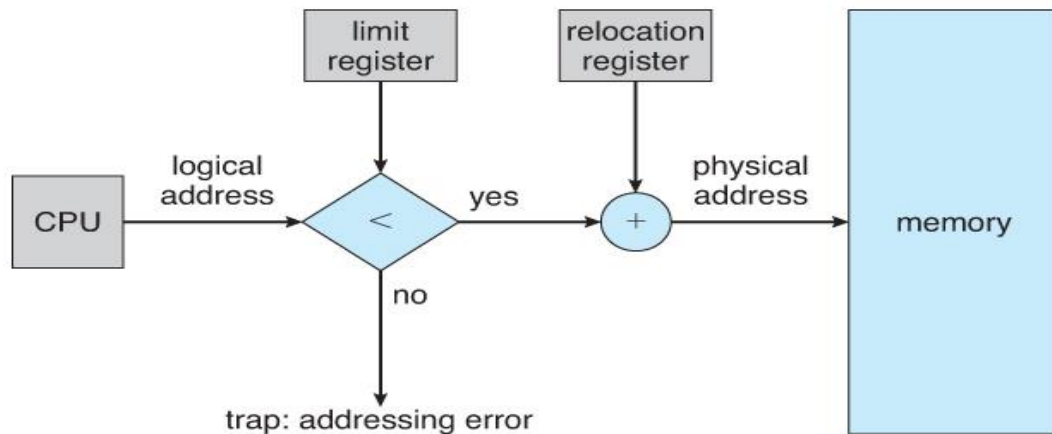 limit
register
relocation
register
logical
address
physical
address
CPU
<
yes
+
memory
no
trap: addressing error